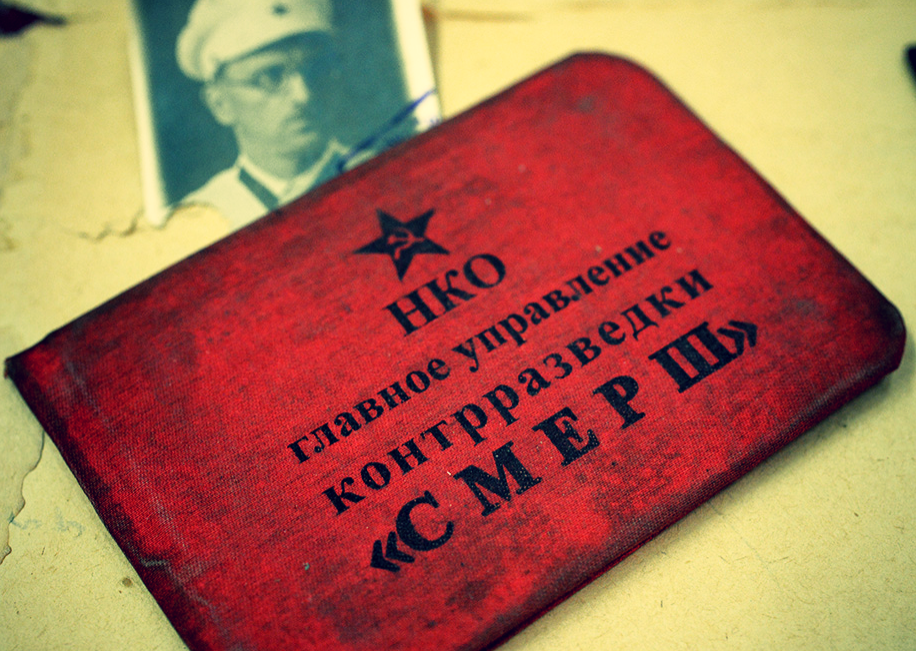 НКО
главное управление
контрразведки
«СМЕРШ»